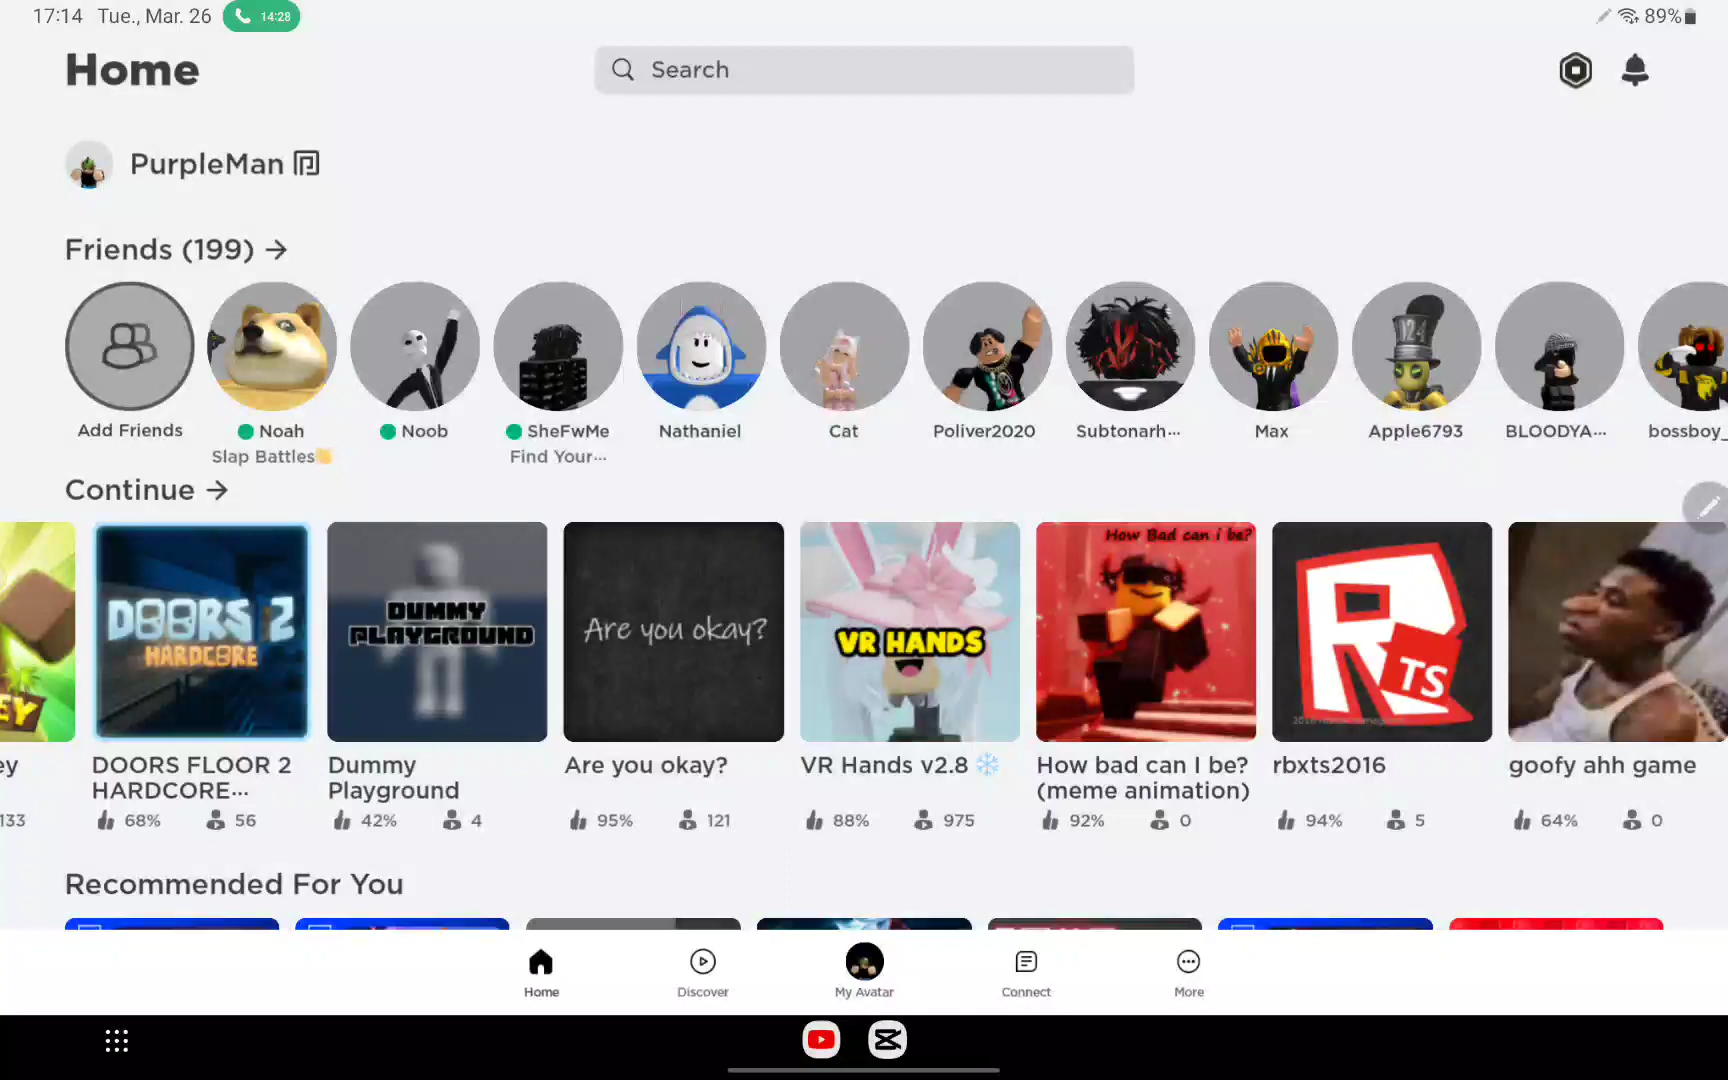 17:14 Tue., Mar. 26 14:28 89%
Home
Search
PurpleMan
Friends (199) →
124
Add Friends
Noah
Noob
SheFwMe
Nathaniel
Cat
Poliver2020
Subtonarh...
Max
Apple6793
BLOODYA...
bossboy_
Slap Battles
Find Your...
Continue →
EY
DOORS 2
HARDCORE
DUMMY
PLAYGROUND
Are you okay?
VR HANDS
How Bad can i be?
R
TS
ey
DOORS FLOOR 2
HARDCORE...
Dummy
Playground
Are you okay?
VR Hands v2.8
How bad can I be?
(meme animation)
rbxts2016
goofy ahh game
133
68% 56
42% 4
95% 121
88% 975
92% 0
94% 5
64% 0
Recommended For You
Home
Discover
My Avatar
Connect
More